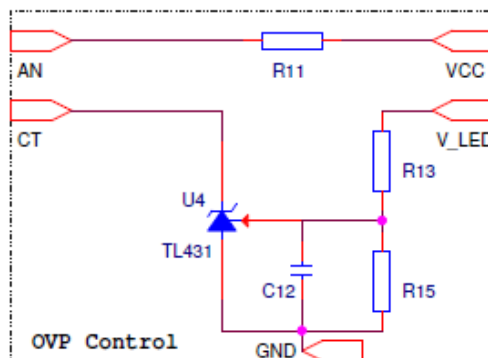 AN
R11
VCC
CT
V_LED
R13
U4
TL431
C12
R15
OVP Control
GND